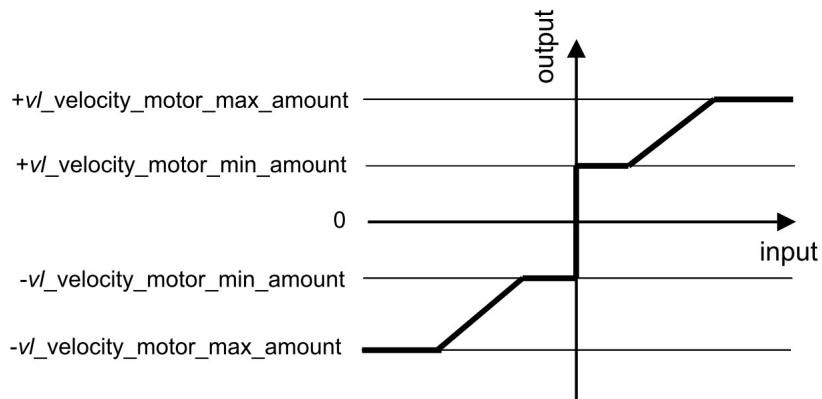 output
+vl_velocity_motor_max_amount
+vl_velocity_motor_min_amount
0
input
-vl_velocity_motor_min_amount
-vl_velocity_motor_max_amount